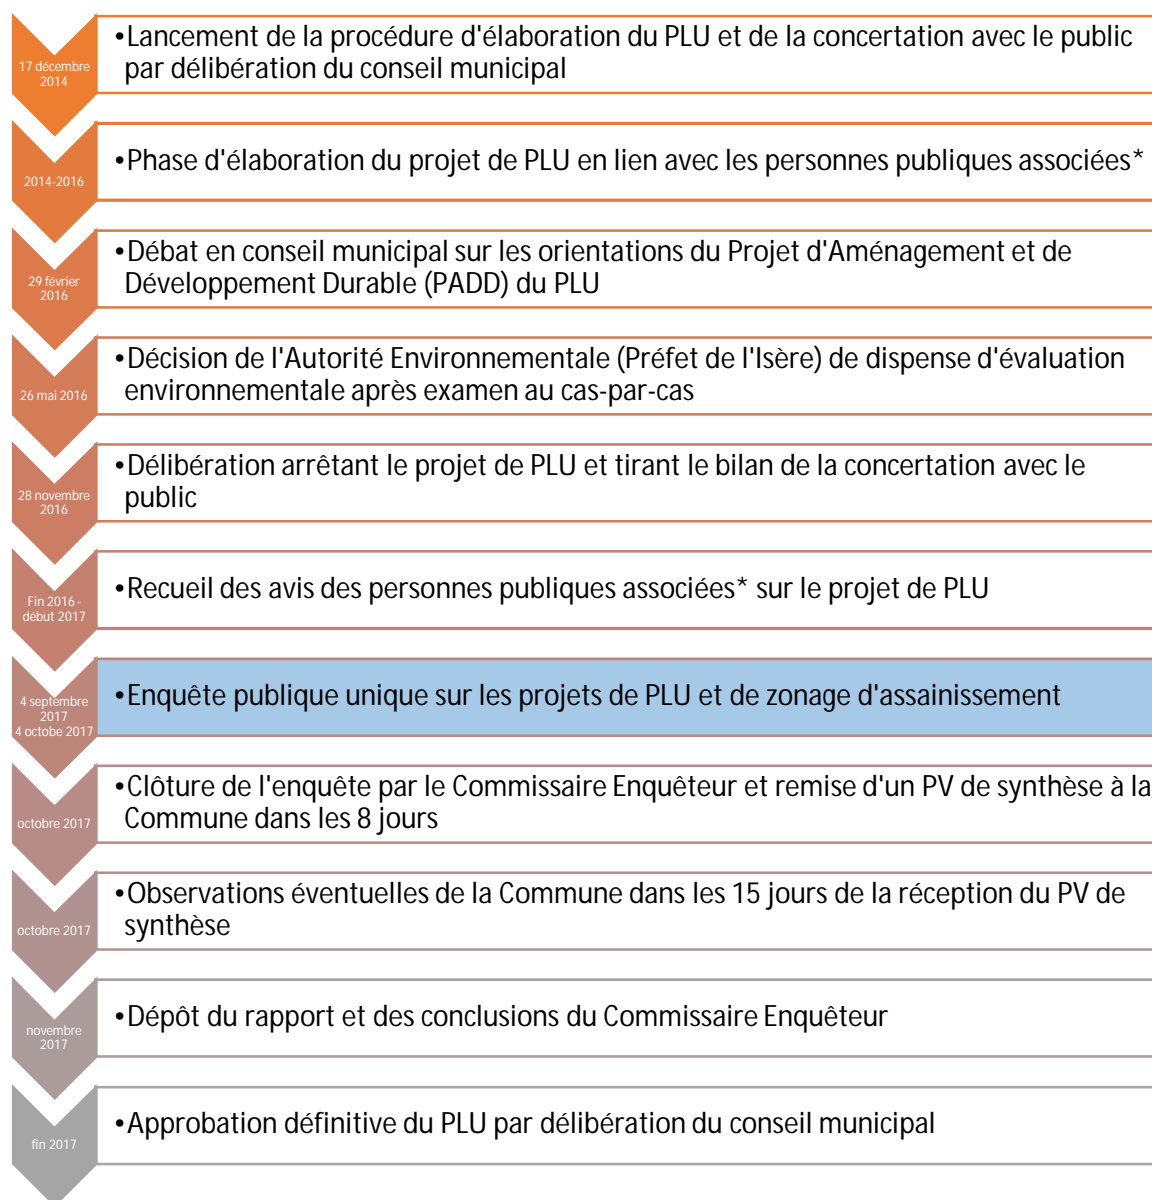 17 décembre
2014
•Lancement de la procédure d'élaboration du PLU et de la concertation avec le public
par délibération du conseil municipal
2014-2016
•Phase d'élaboration du projet de PLU en lien avec les personnes publiques associées*
29 février
2016
•Débat en conseil municipal sur les orientations du Projet d'Aménagement et de
Développement Durable (PADD) du PLU
26 mai 2016
•Décision de l'Autorité Environnementale (Préfet de l'Isère) de dispense d'évaluation
environnementale après examen au cas-par-cas
28 novembre
2016
•Délibération arrêtant le projet de PLU et tirant le bilan de la concertation avec le
public
Fin 2016 -
début 2017
•Recueil des avis des personnes publiques associées* sur le projet de PLU
4 septembre
2017
4 octobe 2017
•Enquête publique unique sur les projets de PLU et de zonage d'assainissement
octobre 2017
•Clôture de l'enquête par le Commissaire Enquêteur et remise d'un PV de synthèse à la
Commune dans les 8 jours
octobre 2017
•Observations éventuelles de la Commune dans les 15 jours de la réception du PV de
synthèse
novembre
2017
•Dépôt du rapport et des conclusions du Commissaire Enquêteur
fin 2017
•Approbation définitive du PLU par délibération du conseil municipal